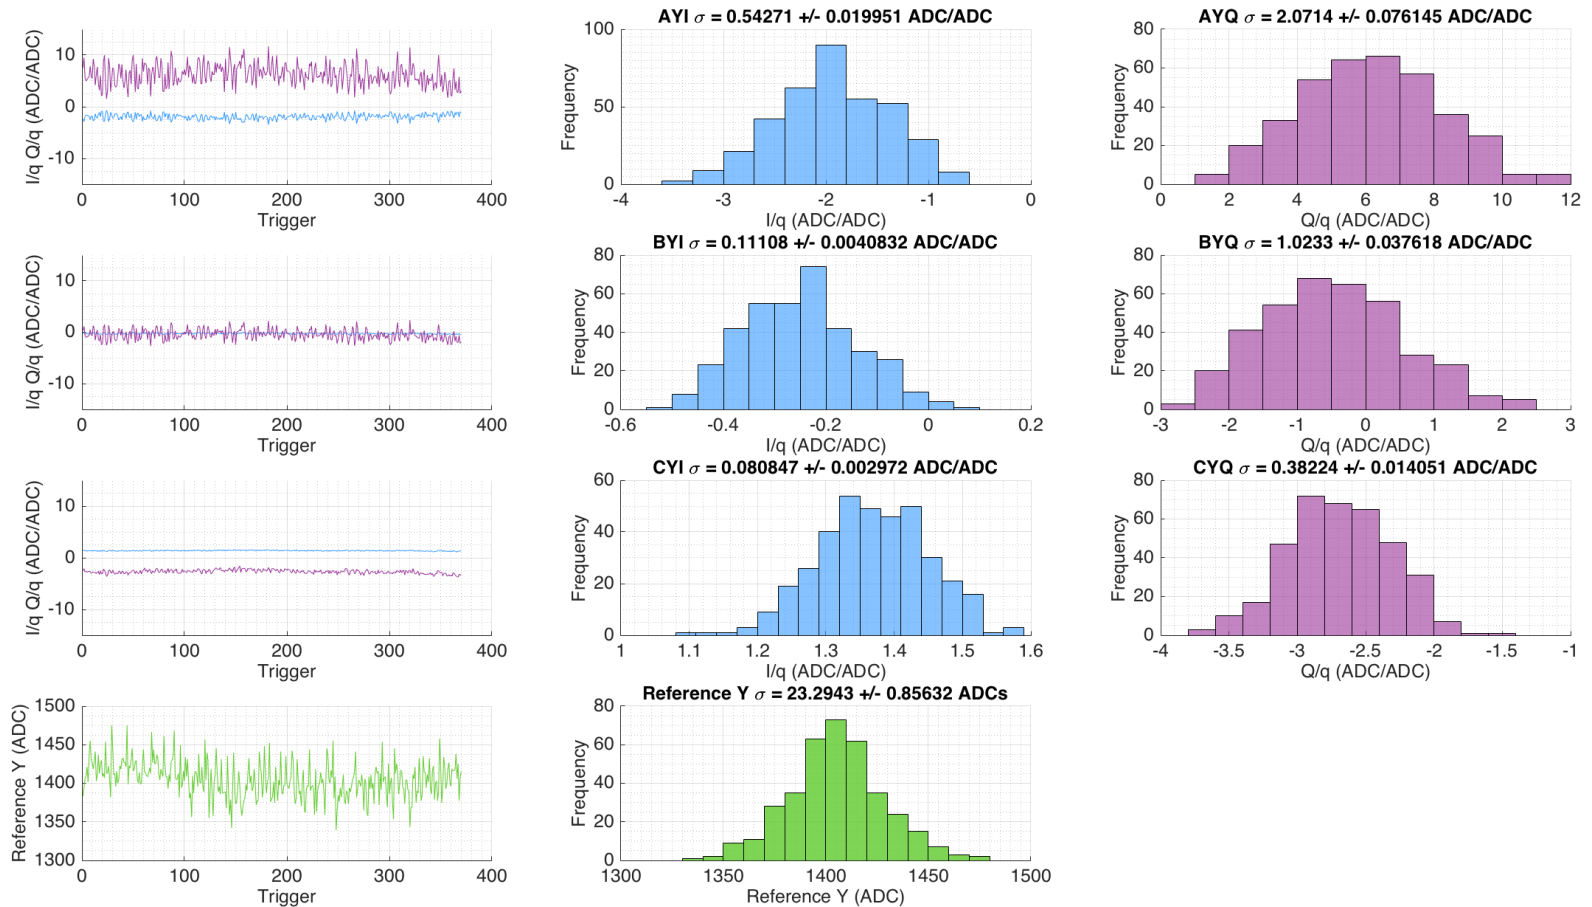 AYI σ = 0.54271 +/- 0.019951 ADC/ADC
AYQ σ = 2.0714 +/- 0.076145 ADC/ADC
I/q Q/q (ADC/ADC)
10
0
-10
0 100 200 300 400
Trigger
Frequency
100
50
0
-4 -3 -2 -1 0
I/q (ADC/ADC)
Frequency
80
60
40
20
0
0 2 4 6 8 10 12
Q/q (ADC/ADC)
BYI σ = 0.11108 +/- 0.0040832 ADC/ADC
BYQ σ = 1.0233 +/- 0.037618 ADC/ADC
I/q Q/q (ADC/ADC)
10
0
-10
0 100 200 300 400
Trigger
Frequency
80
60
40
20
0
-0.6 -0.4 -0.2 0 0.2
I/q (ADC/ADC)
Frequency
80
60
40
20
0
-3 -2 -1 0 1 2 3
Q/q (ADC/ADC)
CYI σ = 0.080847 +/- 0.002972 ADC/ADC
CYQ σ = 0.38224 +/- 0.014051 ADC/ADC
I/q Q/q (ADC/ADC)
10
0
-10
0 100 200 300 400
Trigger
Frequency
60
40
20
0
1 1.1 1.2 1.3 1.4 1.5 1.6
I/q (ADC/ADC)
Frequency
80
60
40
20
0
-4 -3.5 -3 -2.5 -2 -1.5 -1
Q/q (ADC/ADC)
Reference Y σ = 23.2943 +/- 0.85632 ADCs
Reference Y (ADC)
1500
1450
1400
1350
1300
0 100 200 300 400
Trigger
Frequency
80
60
40
20
0
1300 1350 1400 1450 1500
Reference Y (ADC)